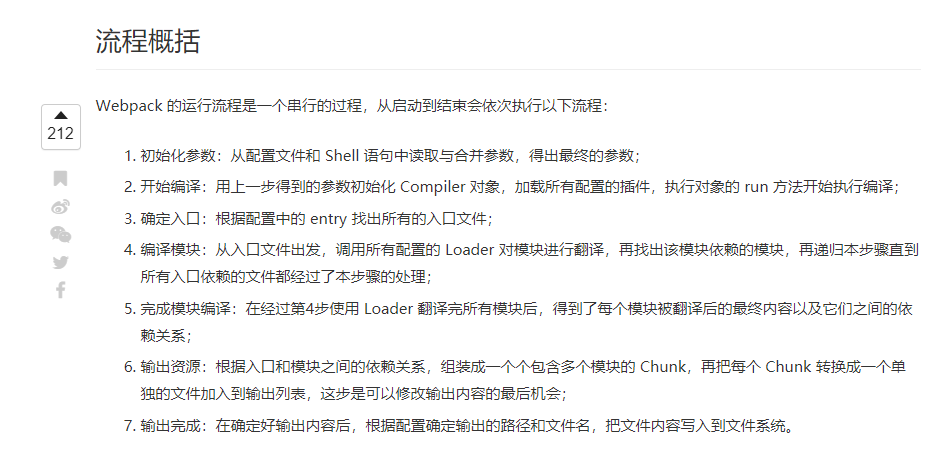 流程概括
Webpack 的运行流程是一个串行的过程，从启动到结束会依次执行以下流程：
212
1. 初始化参数：从配置文件和 Shell 语句中读取与合并参数，得出最终的参数；
2. 开始编译：用上一步得到的参数初始化 Compiler 对象，加载所有配置的插件，执行对象的 run 方法开始执行编译；
3. 确定入口：根据配置中的 entry 找出所有的入口文件；
4. 编译模块：从入口文件出发，调用所有配置的 Loader 对模块进行翻译，再找出该模块依赖的模块，再递归本步骤直到
所有入口依赖的文件都经过了本步骤的处理；
5. 完成模块编译：在经过第4步使用 Loader 翻译完所有模块后，得到了每个模块被翻译后的最终内容以及它们之间的依
赖关系；
6. 输出资源：根据入口和模块之间的依赖关系，组装成一个个包含多个模块的 Chunk，再把每个 Chunk 转换成一个单
独的文件加入到输出列表，这步是可以修改输出内容的最后机会；
7. 输出完成：在确定好输出内容后，根据配置确定输出的路径和文件名，把文件内容写入到文件系统。